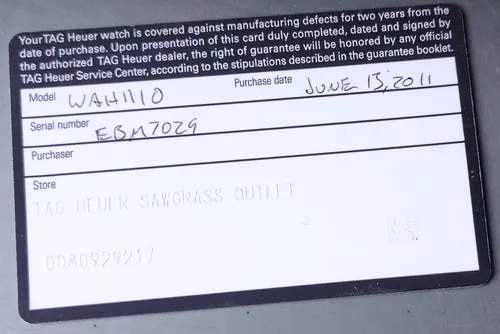 Your TAG Heuer watch is covered against manufacturing defects for two years from the
date of purchase. Upon presentation of this card duly completed, dated and signed by
the authorized TAG Heuer dealer, the right of guarantee will be honored by any official
TAG Heuer Service Center, according to the stipulations described in the guarantee booklet.
Model WAH1110 Purchase date JUNE 13, 2011
Serial number EBM7029
Purchaser
Store
TAG HEUER SAWGRASS OUTLET
0080929217